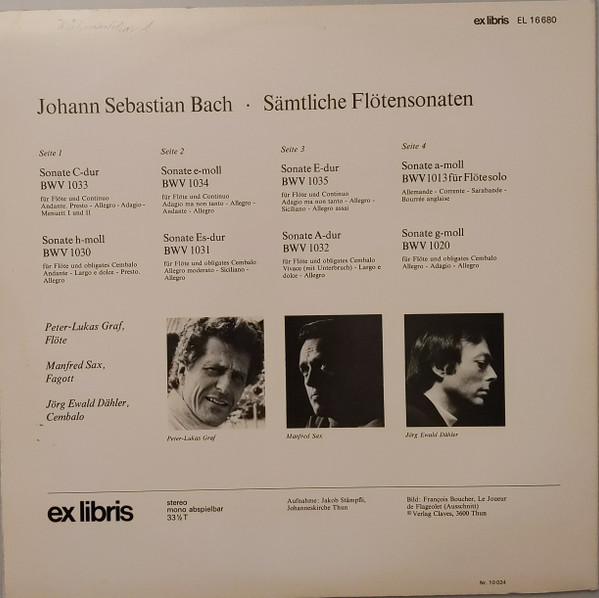 ex libris EL 16 680
Johann Sebastian Bach · Sämtliche Flötensonaten
Seite 1
Sonate C-dur
BWV 1033
für Flöte und Continuo
Andante, Presto - Allegro - Adagio -
Menuett I und II
Sonate h-moll
BWV 1030
für Flöte und obligates Cembalo
Andante - Largo e dolce - Presto,
Allegro
Seite 2
Sonate e-moll
BWV 1034
für Flöte und Continuo
Adagio ma non tanto - Allegro -
Andante - Allegro
Sonate Es-dur
BWV 1031
für Flöte und obligates Cembalo
Allegro moderato - Siciliano -
Allegro
Seite 3
Sonate E-dur
BWV 1035
für Flöte und Continuo
Adagio ma non tanto - Allegro -
Siciliano - Allegro assai
Sonate A-dur
BWV 1032
für Flöte und obligates Cembalo
Vivace (mit Unterbruch) - Largo e
dolce - Allegro
Seite 4
Sonate a-moll
BWV 1013 für Flöte solo
Allemande - Corrente - Sarabande -
Bourrée anglaise
Sonate g-moll
BWV 1020
für Flöte und obligates Cembalo
Allegro - Adagio - Allegro
Peter-Lukas Graf,
Flöte
Manfred Sax,
Fagott
Jörg Ewald Dähler,
Cembalo
Peter-Lukas Graf
Manfred Sax
Jörg Ewald Dähler
ex libris
stereo
mono abspielbar
33⅓ T
Aufnahme: Jakob Stämpfli,
Johanneskirche Thun
Bild: François Boucher, Le Joueur
de Flageolet (Ausschnitt)
℗ Verlag Claves, 3600 Thun
Nr. 10 024